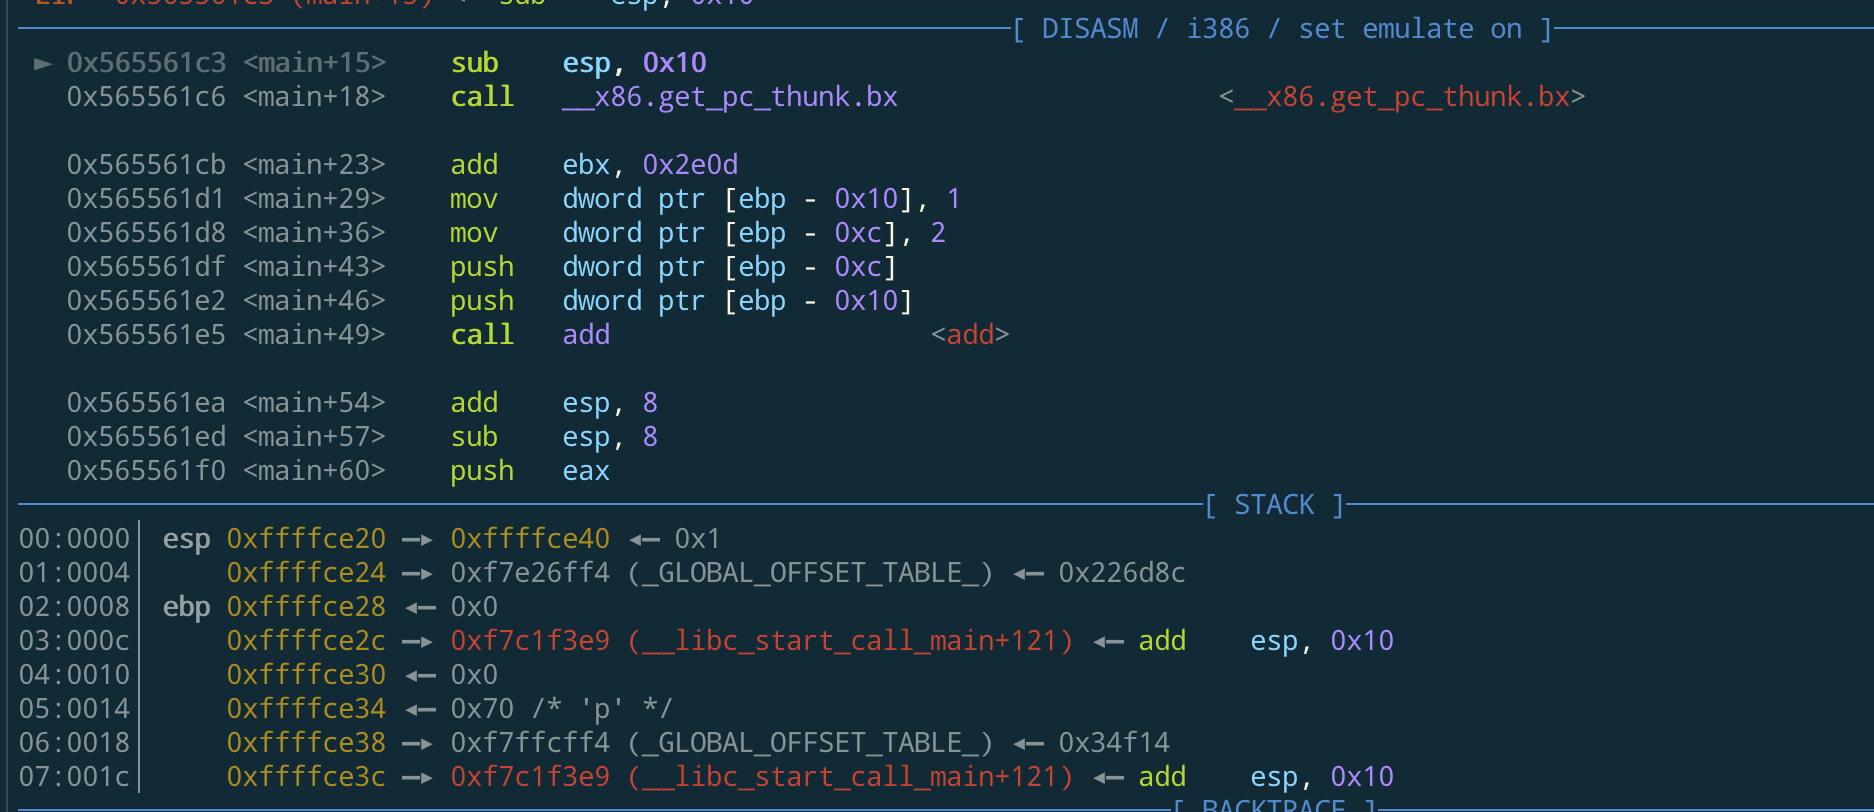 EIP 0x565561c3 (main+15) ◂— sub esp, 0x10
[ DISASM / i386 / set emulate on ]
► 0x565561c3 <main+15> sub esp, 0x10
0x565561c6 <main+18> call __x86.get_pc_thunk.bx <__x86.get_pc_thunk.bx>
0x565561cb <main+23> add ebx, 0x2e0d
0x565561d1 <main+29> mov dword ptr [ebp - 0x10], 1
0x565561d8 <main+36> mov dword ptr [ebp - 0xc], 2
0x565561df <main+43> push dword ptr [ebp - 0xc]
0x565561e2 <main+46> push dword ptr [ebp - 0x10]
0x565561e5 <main+49> call add <add>
0x565561ea <main+54> add esp, 8
0x565561ed <main+57> sub esp, 8
0x565561f0 <main+60> push eax
[ STACK ]
00:0000│ esp 0xffffce20 —▸ 0xffffce40 ◂— 0x1
01:0004│ 0xffffce24 —▸ 0xf7e26ff4 (_GLOBAL_OFFSET_TABLE_) ◂— 0x226d8c
02:0008│ ebp 0xffffce28 ◂— 0x0
03:000c│ 0xffffce2c —▸ 0xf7c1f3e9 (__libc_start_call_main+121) ◂— add esp, 0x10
04:0010│ 0xffffce30 ◂— 0x0
05:0014│ 0xffffce34 ◂— 0x70 /* 'p' */
06:0018│ 0xffffce38 —▸ 0xf7ffcff4 (_GLOBAL_OFFSET_TABLE_) ◂— 0x34f14
07:001c│ 0xffffce3c —▸ 0xf7c1f3e9 (__libc_start_call_main+121) ◂— add esp, 0x10
[ BACKTRACE ]